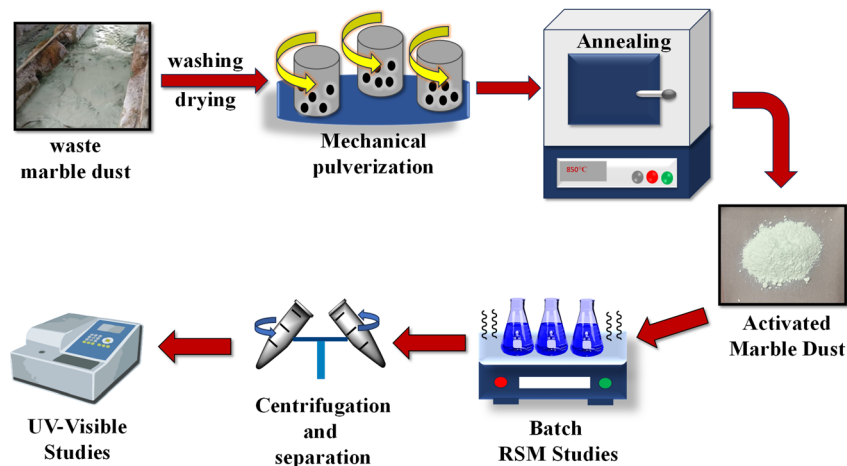 waste
marble dust
washing
drying
Mechanical
pulverization
Annealing
850°C
Activated
Marble Dust
Batch
RSM Studies
Centrifugation
and
separation
UV-Visible
Studies